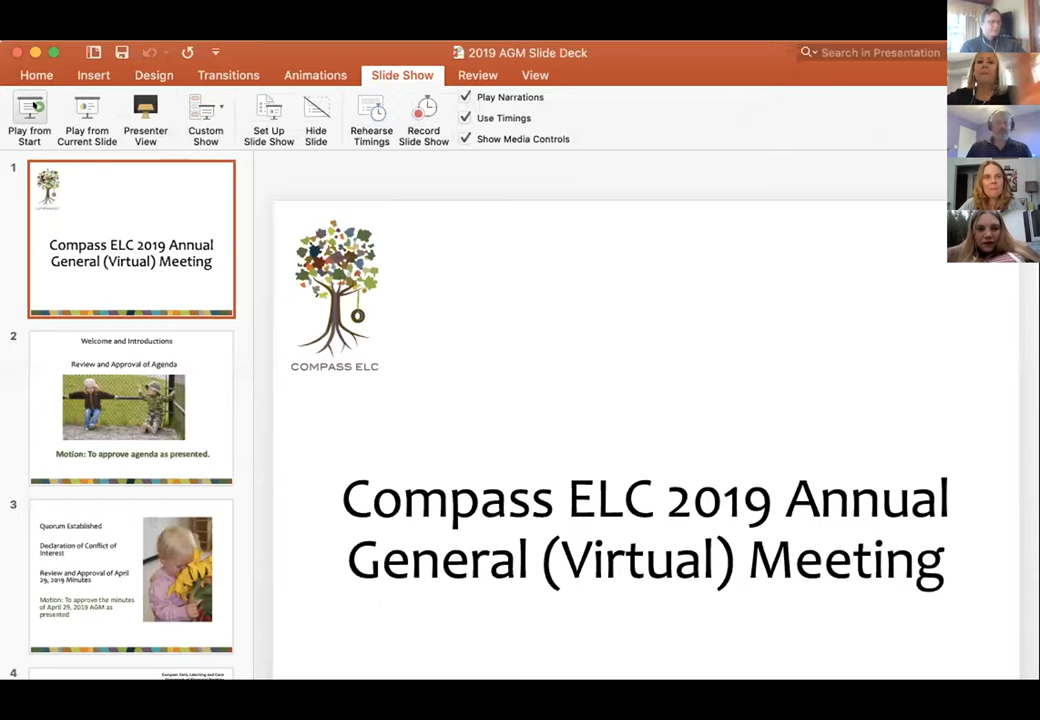 2019 AGM Slide Deck
Search in Presentation
Home Insert Design Transitions Animations Slide Show Review View
Play from Start
Play from Current Slide
Presenter View
Custom Show
Set Up Slide Show
Hide Slide
Rehearse Timings
Record Slide Show
Play Narrations
Use Timings
Show Media Controls
1
Compass ELC 2019 Annual
General (Virtual) Meeting
2
Welcome and Introductions
Review and Approval of Agenda
Motion: To approve agenda as presented.
3
Quorum Established
Declaration of Conflict of
Interest
Review and Approval of April
29, 2019 Minutes
Motion: To approve the minutes
of April 29, 2019 AGM as
presented
4
Compass Early Learning and Care
COMPASS ELC
Compass ELC 2019 Annual
General (Virtual) Meeting